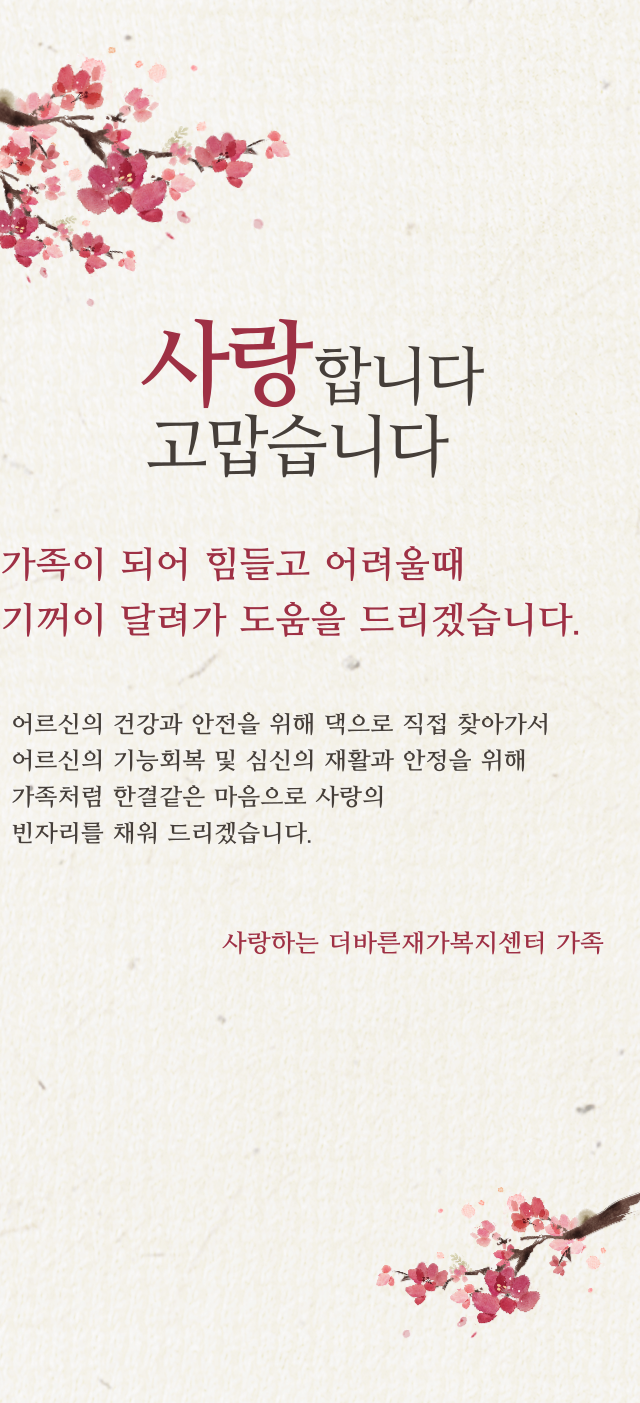 사랑합니다
고맙습니다
가족이 되어 힘들고 어려울때
기꺼이 달려가 도움을 드리겠습니다.
어르신의 건강과 안전을 위해 댁으로 직접 찾아가서
어르신의 기능회복 및 심신의 재활과 안정을 위해
가족처럼 한결같은 마음으로 사랑의
빈자리를 채워 드리겠습니다.
사랑하는 더바른재가복지센터 가족